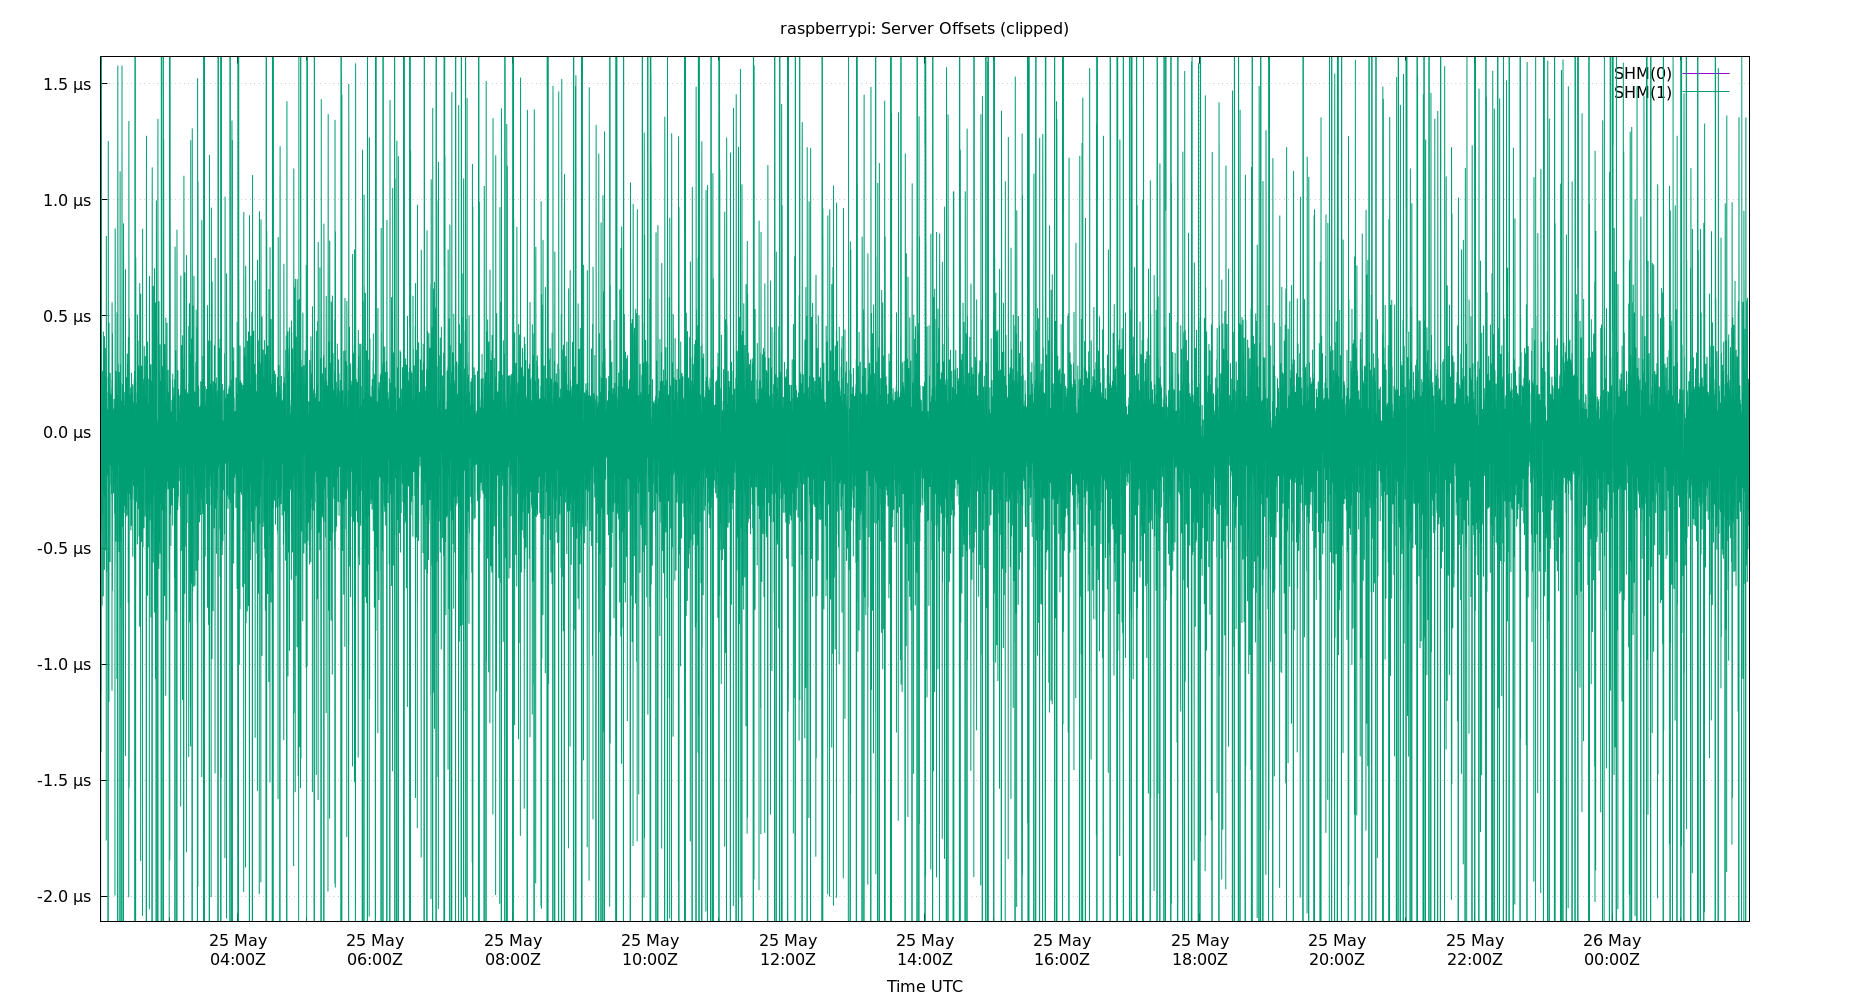 raspberrypi: Server Offsets (clipped)
SHM(0)
SHM(1)
1.5 µs
1.0 µs
0.5 µs
0.0 µs
-0.5 µs
-1.0 µs
-1.5 µs
-2.0 µs
25 May 25 May 25 May 25 May 25 May 25 May 25 May 25 May 25 May 25 May 26 May
04:00Z 06:00Z 08:00Z 10:00Z 12:00Z 14:00Z 16:00Z 18:00Z 20:00Z 22:00Z 00:00Z
Time UTC